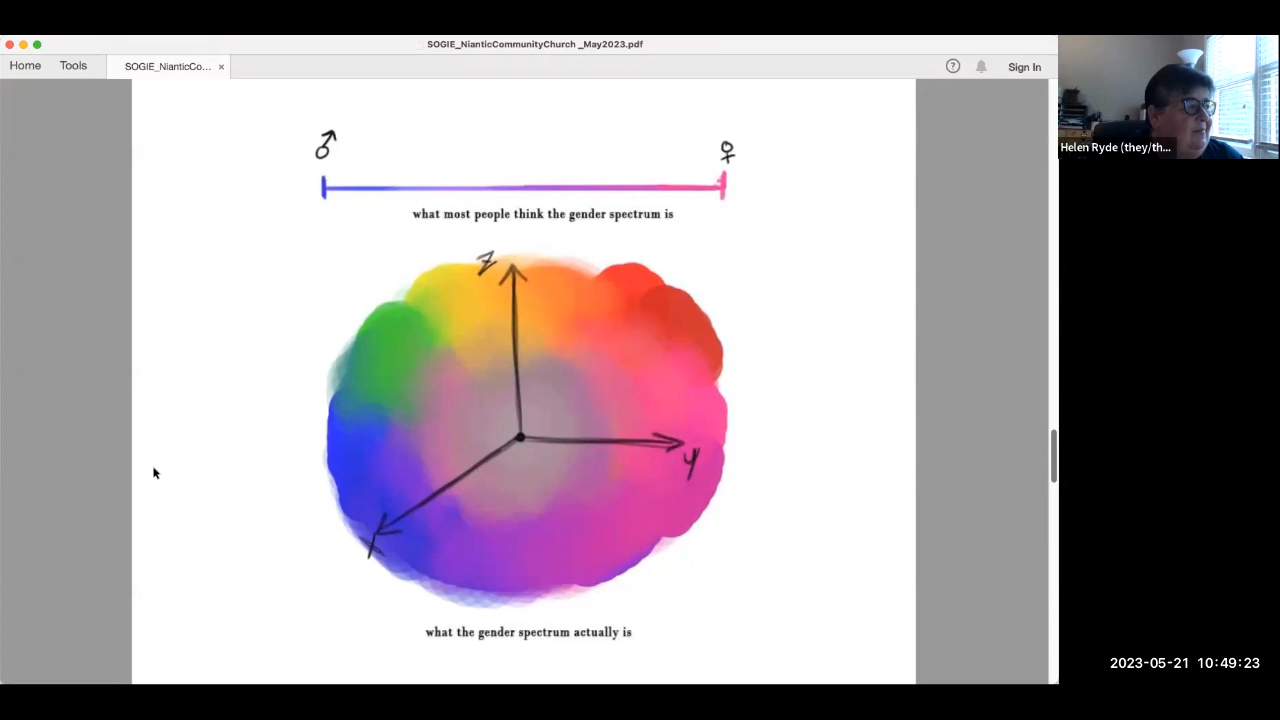 SOGIE_NianticCommunityChurch _May2023.pdf
Home Tools SOGIE_NianticCo... × ? Sign In
Helen Ryde (they/th...
♂ ♀
what most people think the gender spectrum is
Z
y
X
what the gender spectrum actually is
2023-05-21 10:49:23